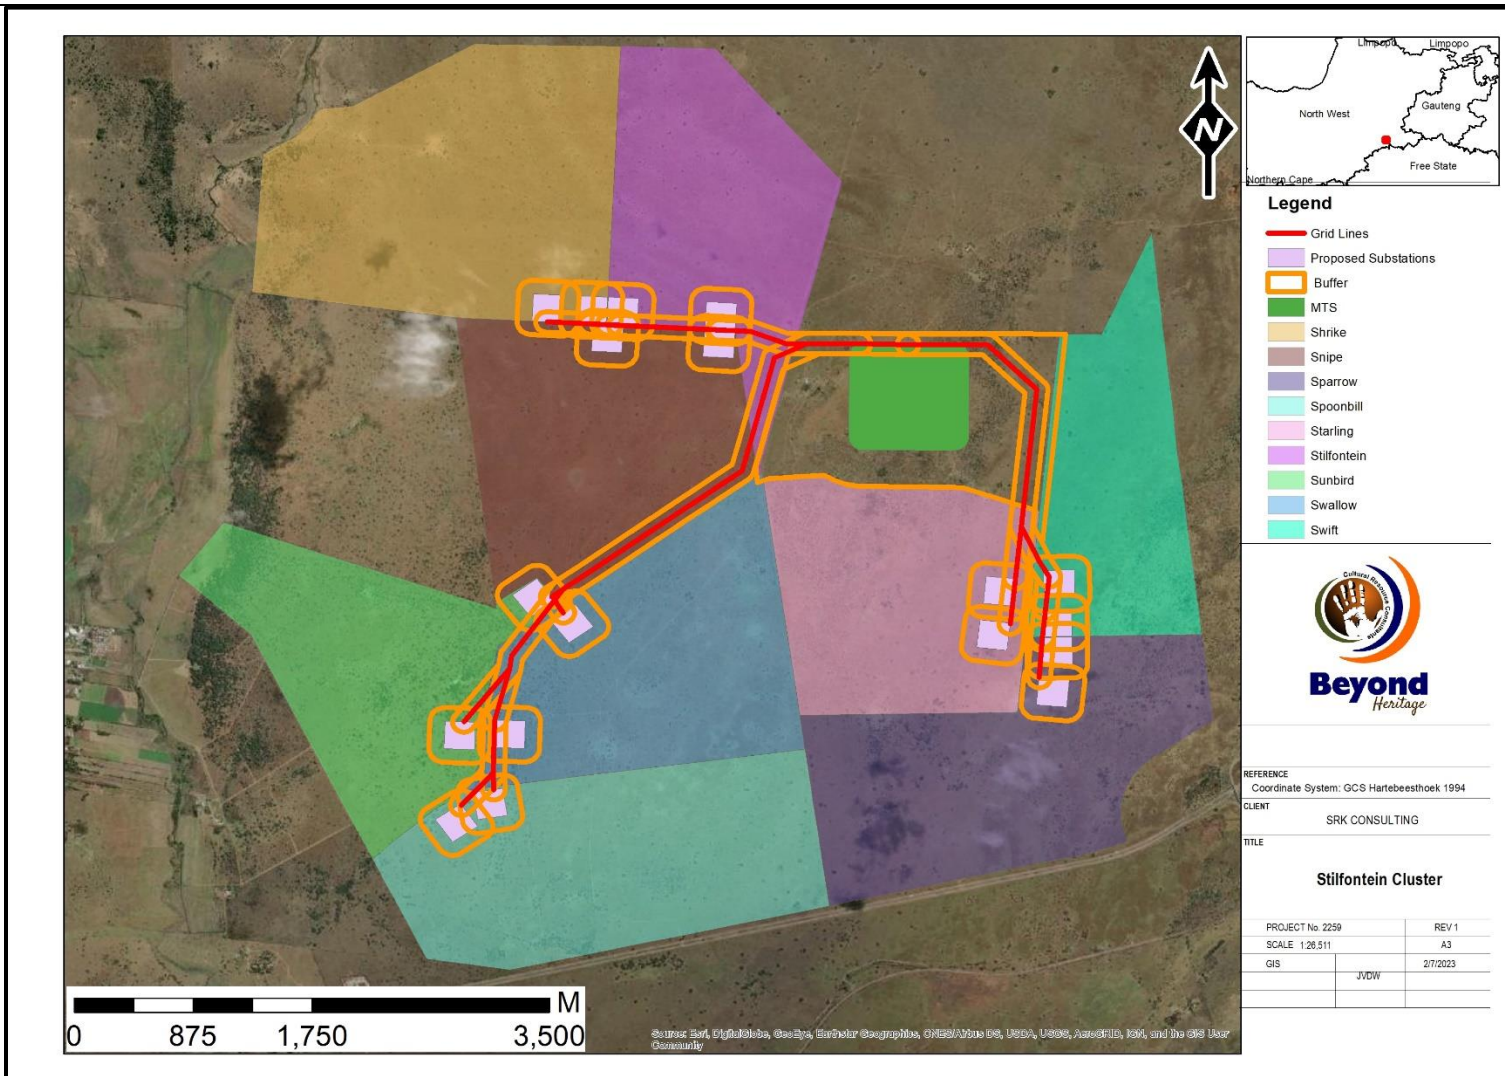 N
Limpopo
Limpopo
North West
Gauteng
Free State
Northern Cape
Legend
Grid Lines
Proposed Substations
Buffer
MTS
Shrike
Snipe
Sparrow
Spoonbill
Starling
Stilfontein
Sunbird
Swallow
Swift
Cultural Resource Consultants
Beyond
Heritage
REFERENCE
Coordinate System: GCS Hartebeesthoek 1994
CLIENT
SRK CONSULTING
TITLE
Stilfontein Cluster
PROJECT No. 2259 REV 1
SCALE 1:26,511 A3
GIS 2/7/2023
JVDW
M
0 875 1,750 3,500
Source: Esri, DigitalGlobe, GeoEye, Earthstar Geographics, CNES/Airbus DS, USDA, USGS, AeroGRID, IGN, and the GIS User
Community